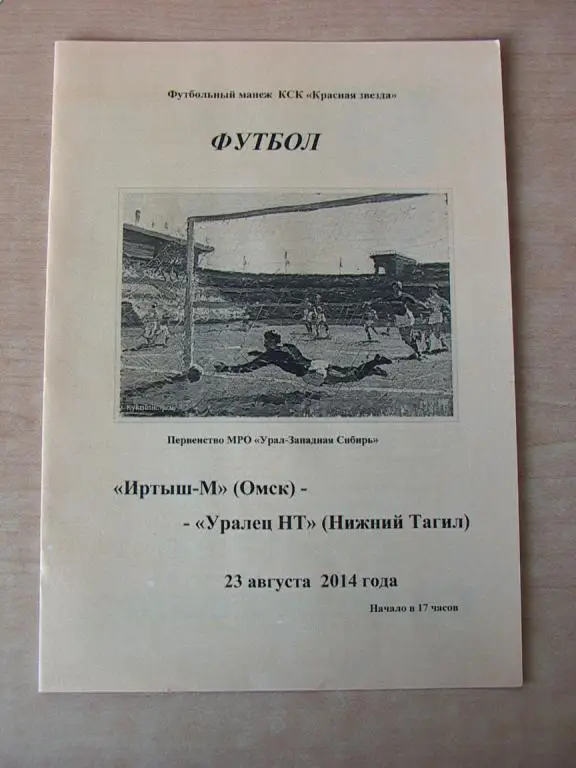 Футбольный манеж КСК «Красная звезда»
ФУТБОЛ
Первенство МРО «Урал-Западная Сибирь»
«Иртыш-М» (Омск) -
- «Уралец НТ» (Нижний Тагил)
23 августа 2014 года
Начало в 17 часов